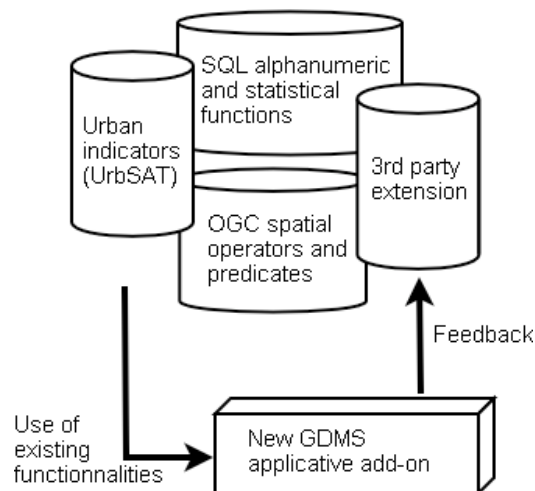 SQL alphanumeric
and statistical
functions
Urban
indicators
(UrbSAT)
3rd party
extension
OGC spatial
operators and
predicates
Feedback
Use of
existing
functionnalities
New GDMS
applicative add-on